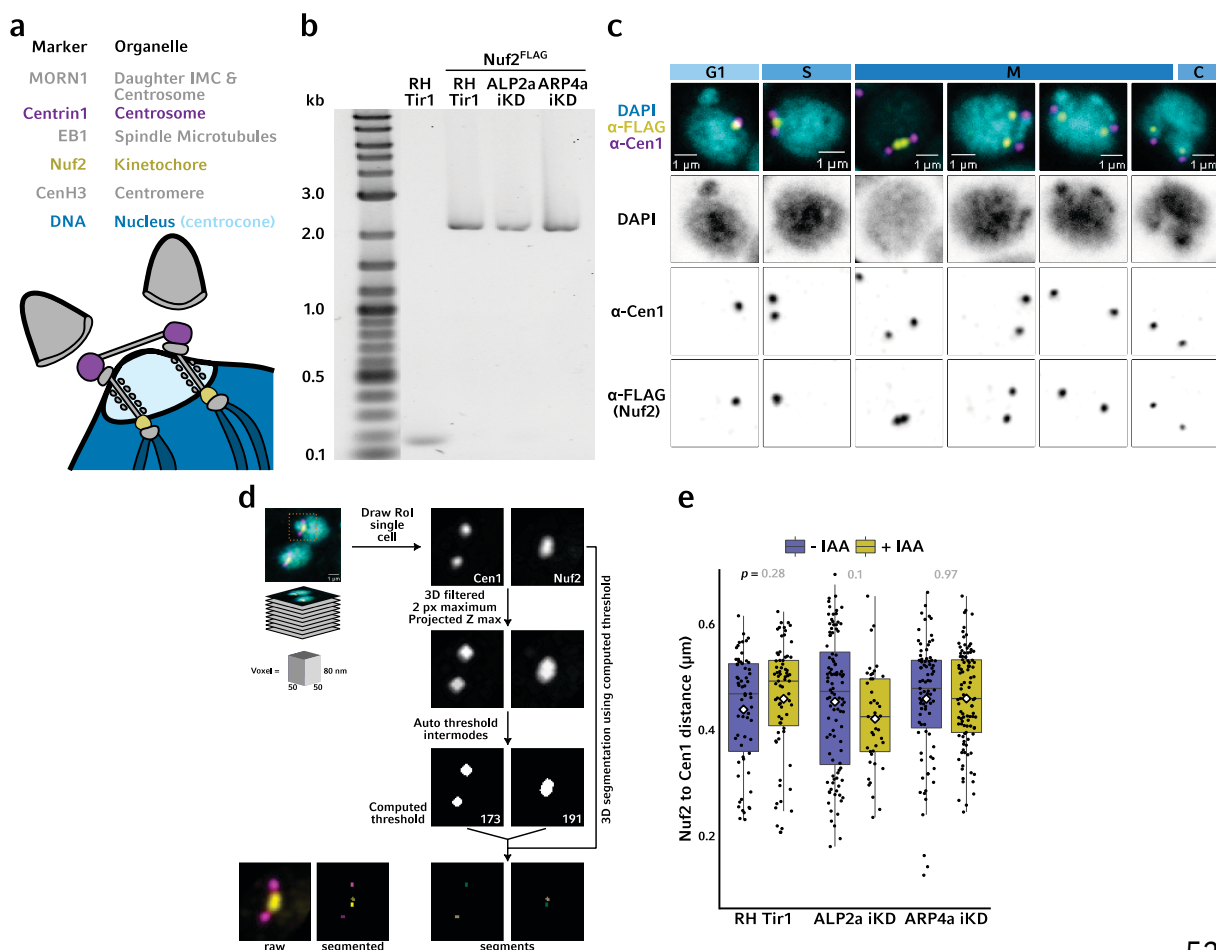 a
Marker Organelle
MORN1 Daughter IMC & Centrosome
Centrin1 Centrosome
EB1 Spindle Microtubules
Nuf2 Kinetochore
CenH3 Centromere
DNA Nucleus (centrocone)
b
Nuf2FLAG
RH Tir1 RH Tir1 ALP2a iKD ARP4a iKD
kb
3.0
2.0
1.0
0.5
0.1
c
G1 S M C
DAPI
α-FLAG
α-Cen1
1 µm 1 µm 1 µm 1 µm 1 µm 1 µm
DAPI
α-Cen1
α-FLAG
(Nuf2)
d
1 µm
Draw RoI
single
cell
Cen1 Nuf2
3D filtered
2 px maximum
Projected Z max
Voxel = 80 nm
50 50
Auto threshold
intermodes
Computed
threshold
173 191
3D segmentation using computed threshold
raw segmented segments
e
- IAA + IAA
p = 0.28 0.1 0.97
Nuf2 to Cen1 distance (µm)
0.6
0.4
0.2
RH Tir1 ALP2a iKD ARP4a iKD